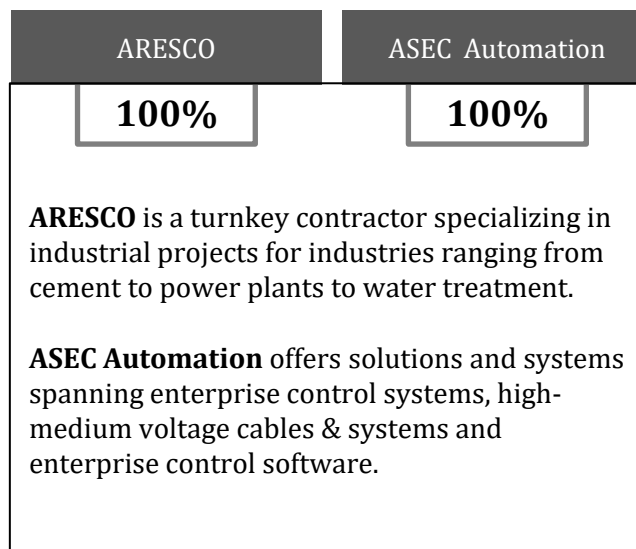 ARESCO
ASEC Automation
100%
100%
ARESCO is a turnkey contractor specializing in
industrial projects for industries ranging from
cement to power plants to water treatment.
ASEC Automation offers solutions and systems
spanning enterprise control systems, high-
medium voltage cables & systems and
enterprise control software.